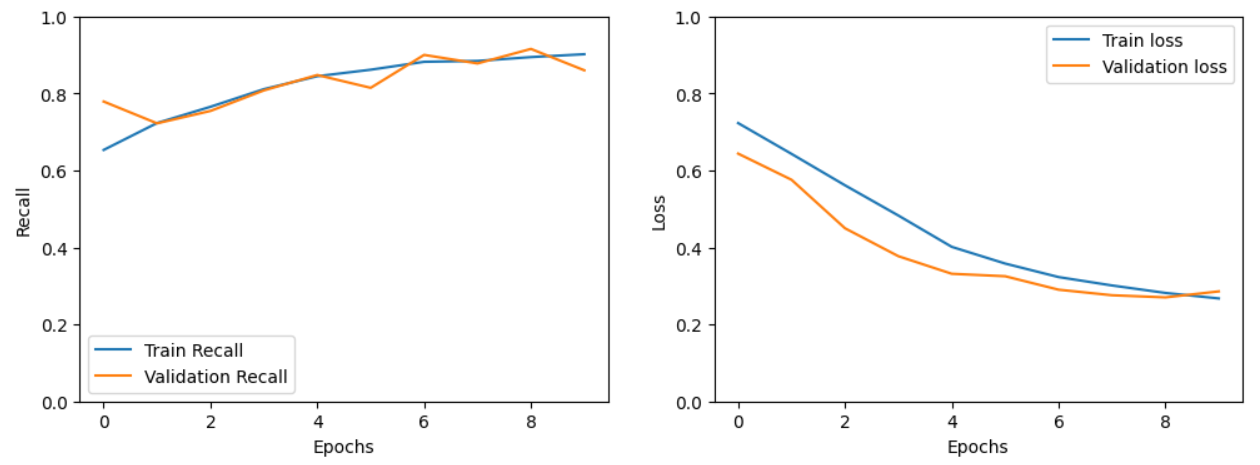 1.0
0.8
0.6
0.4
0.2
0.0
Recall
Train Recall
Validation Recall
0 2 4 6 8
Epochs
1.0
0.8
0.6
0.4
0.2
0.0
Loss
Train loss
Validation loss
0 2 4 6 8
Epochs